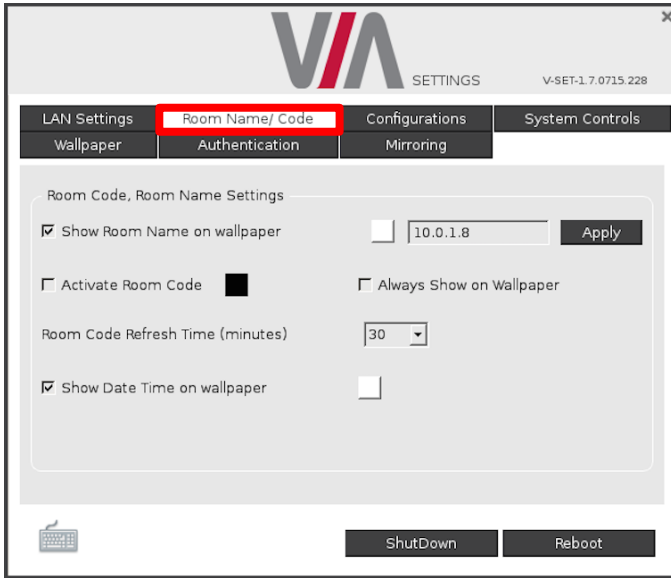 VIA
SETTINGS V-SET-1.7.0715.228
LAN Settings Room Name/ Code Configurations System Controls
Wallpaper Authentication Mirroring
Room Code, Room Name Settings
Show Room Name on wallpaper 10.0.1.8 Apply
Activate Room Code Always Show on Wallpaper
Room Code Refresh Time (minutes) 30
Show Date Time on wallpaper
ShutDown Reboot